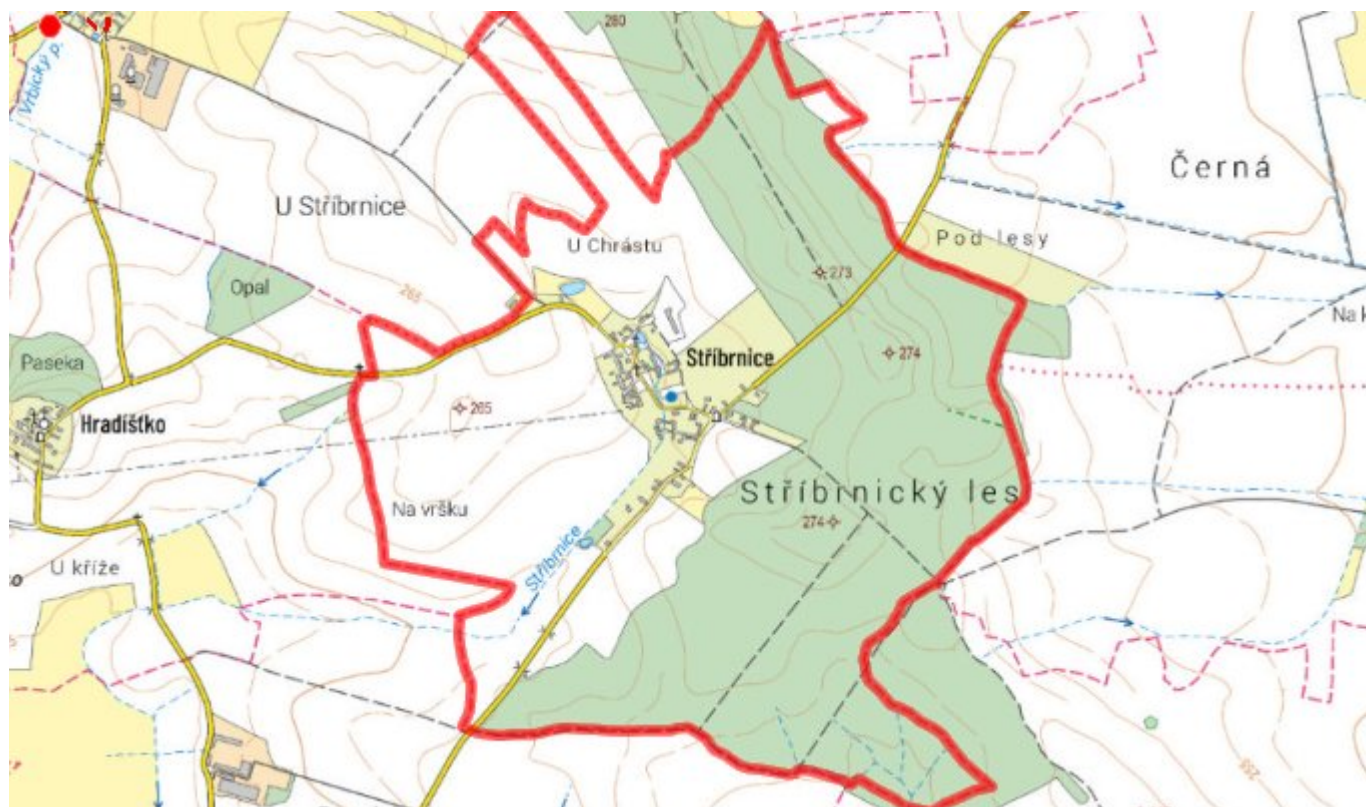 280
Vrbický p.
Černá
U Stříbrnice
U Chrástu
Pod lesy
273
Opal
265
Na k
Paseka
Stříbrnice
274
265
Hradíštko
Stříbrnický les
Na vršku
274
Stříbrnice
U kříže
o
255